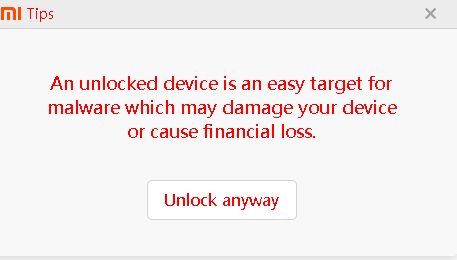 MI Tips
An unlocked device is an easy target for
malware which may damage your device
or cause financial loss.
Unlock anyway